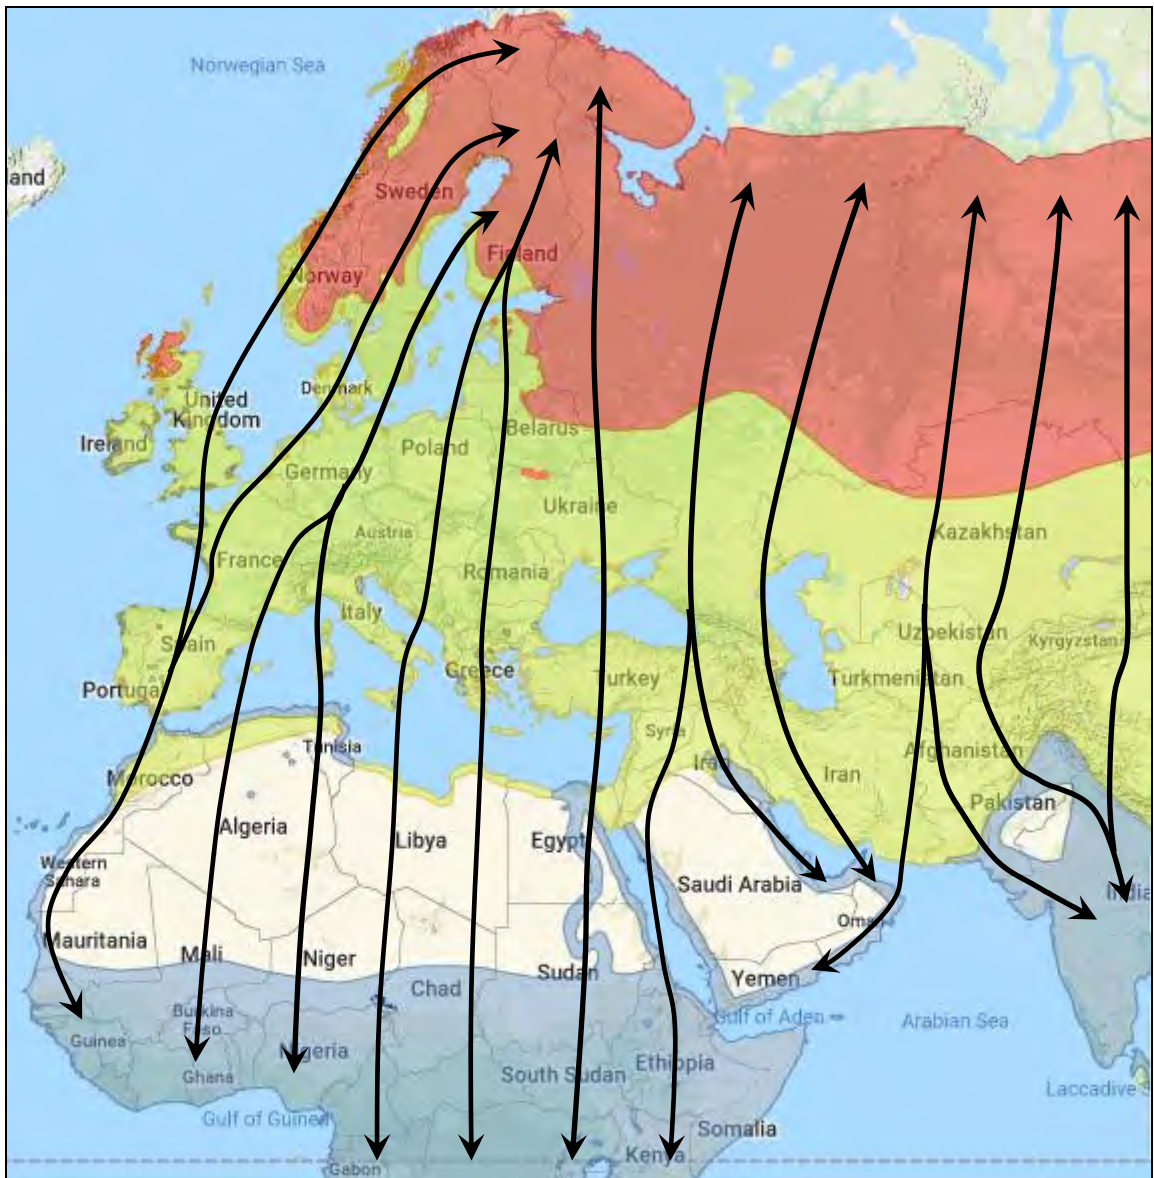 Norwegian Sea
and
Sweden
Finland
Norway
Denmark
United
Kingdom
Ireland
Belarus
Poland
Germany
Ukraine
Austria
Kazakhstan
France
Romania
Italy
Uzbekistan
Kyrgyzstan
Spain
Greece
Turkey
Turkmenistan
Portugal
Syria
Tunisia
Afghanistan
Iraq
Morocco
Iran
Pakistan
Algeria
Libya
Egypt
Western
Sahara
Saudi Arabia
India
Oman
Mauritania
Mali
Niger
Sudan
Yemen
Chad
Burkina
Faso
Gulf of Aden
Arabian Sea
Guinea
Nigeria
Ethiopia
Ghana
South Sudan
Laccadive S
Gulf of Guinea
Somalia
Kenya
Gabon